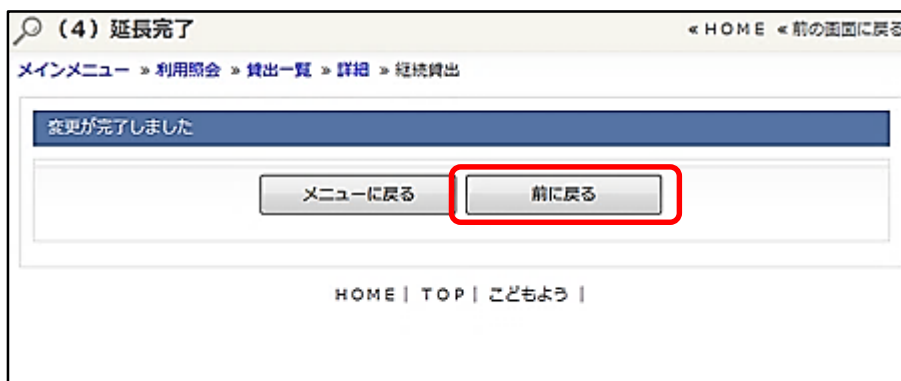 (4) 延長完了 «HOME «前の画面に戻る
メインメニュー » 利用照会 » 貸出一覧 » 詳細 » 継続貸出
変更が完了しました
メニューに戻る 前に戻る
HOME| TOP| こどもよう |